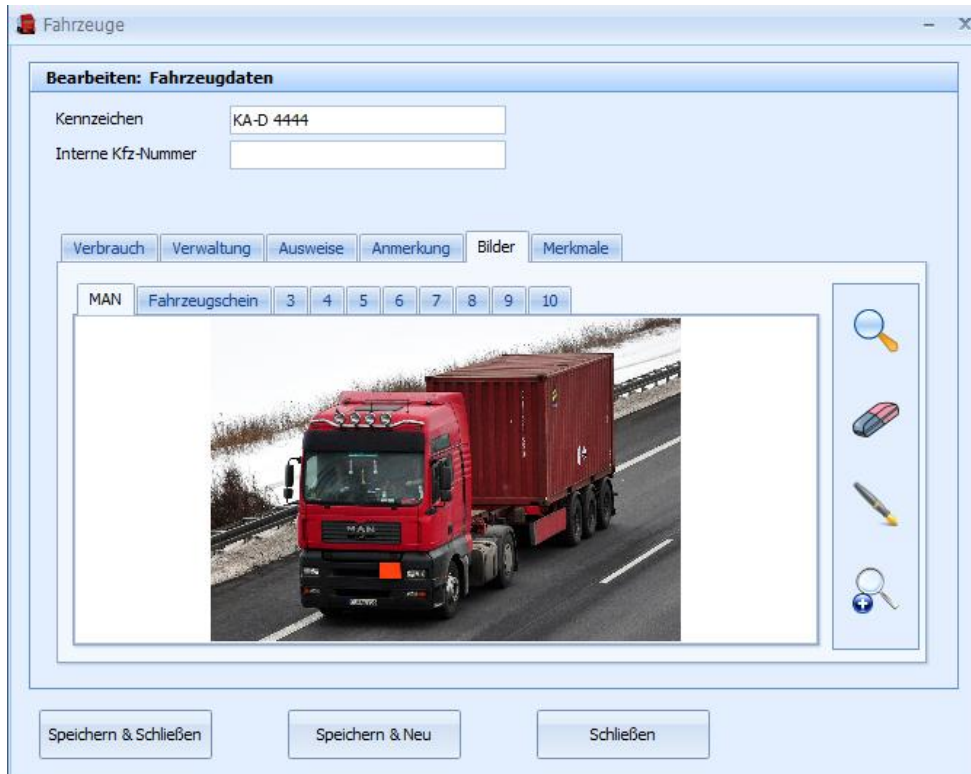 Fahrzeuge
Bearbeiten: Fahrzeugdaten
Kennzeichen KA-D 4444
Interne Kfz-Nummer
Verbrauch Verwaltung Ausweise Anmerkung Bilder Merkmale
MAN Fahrzeugschein 3 4 5 6 7 8 9 10
MAN
Speichern & Schließen Speichern & Neu Schließen